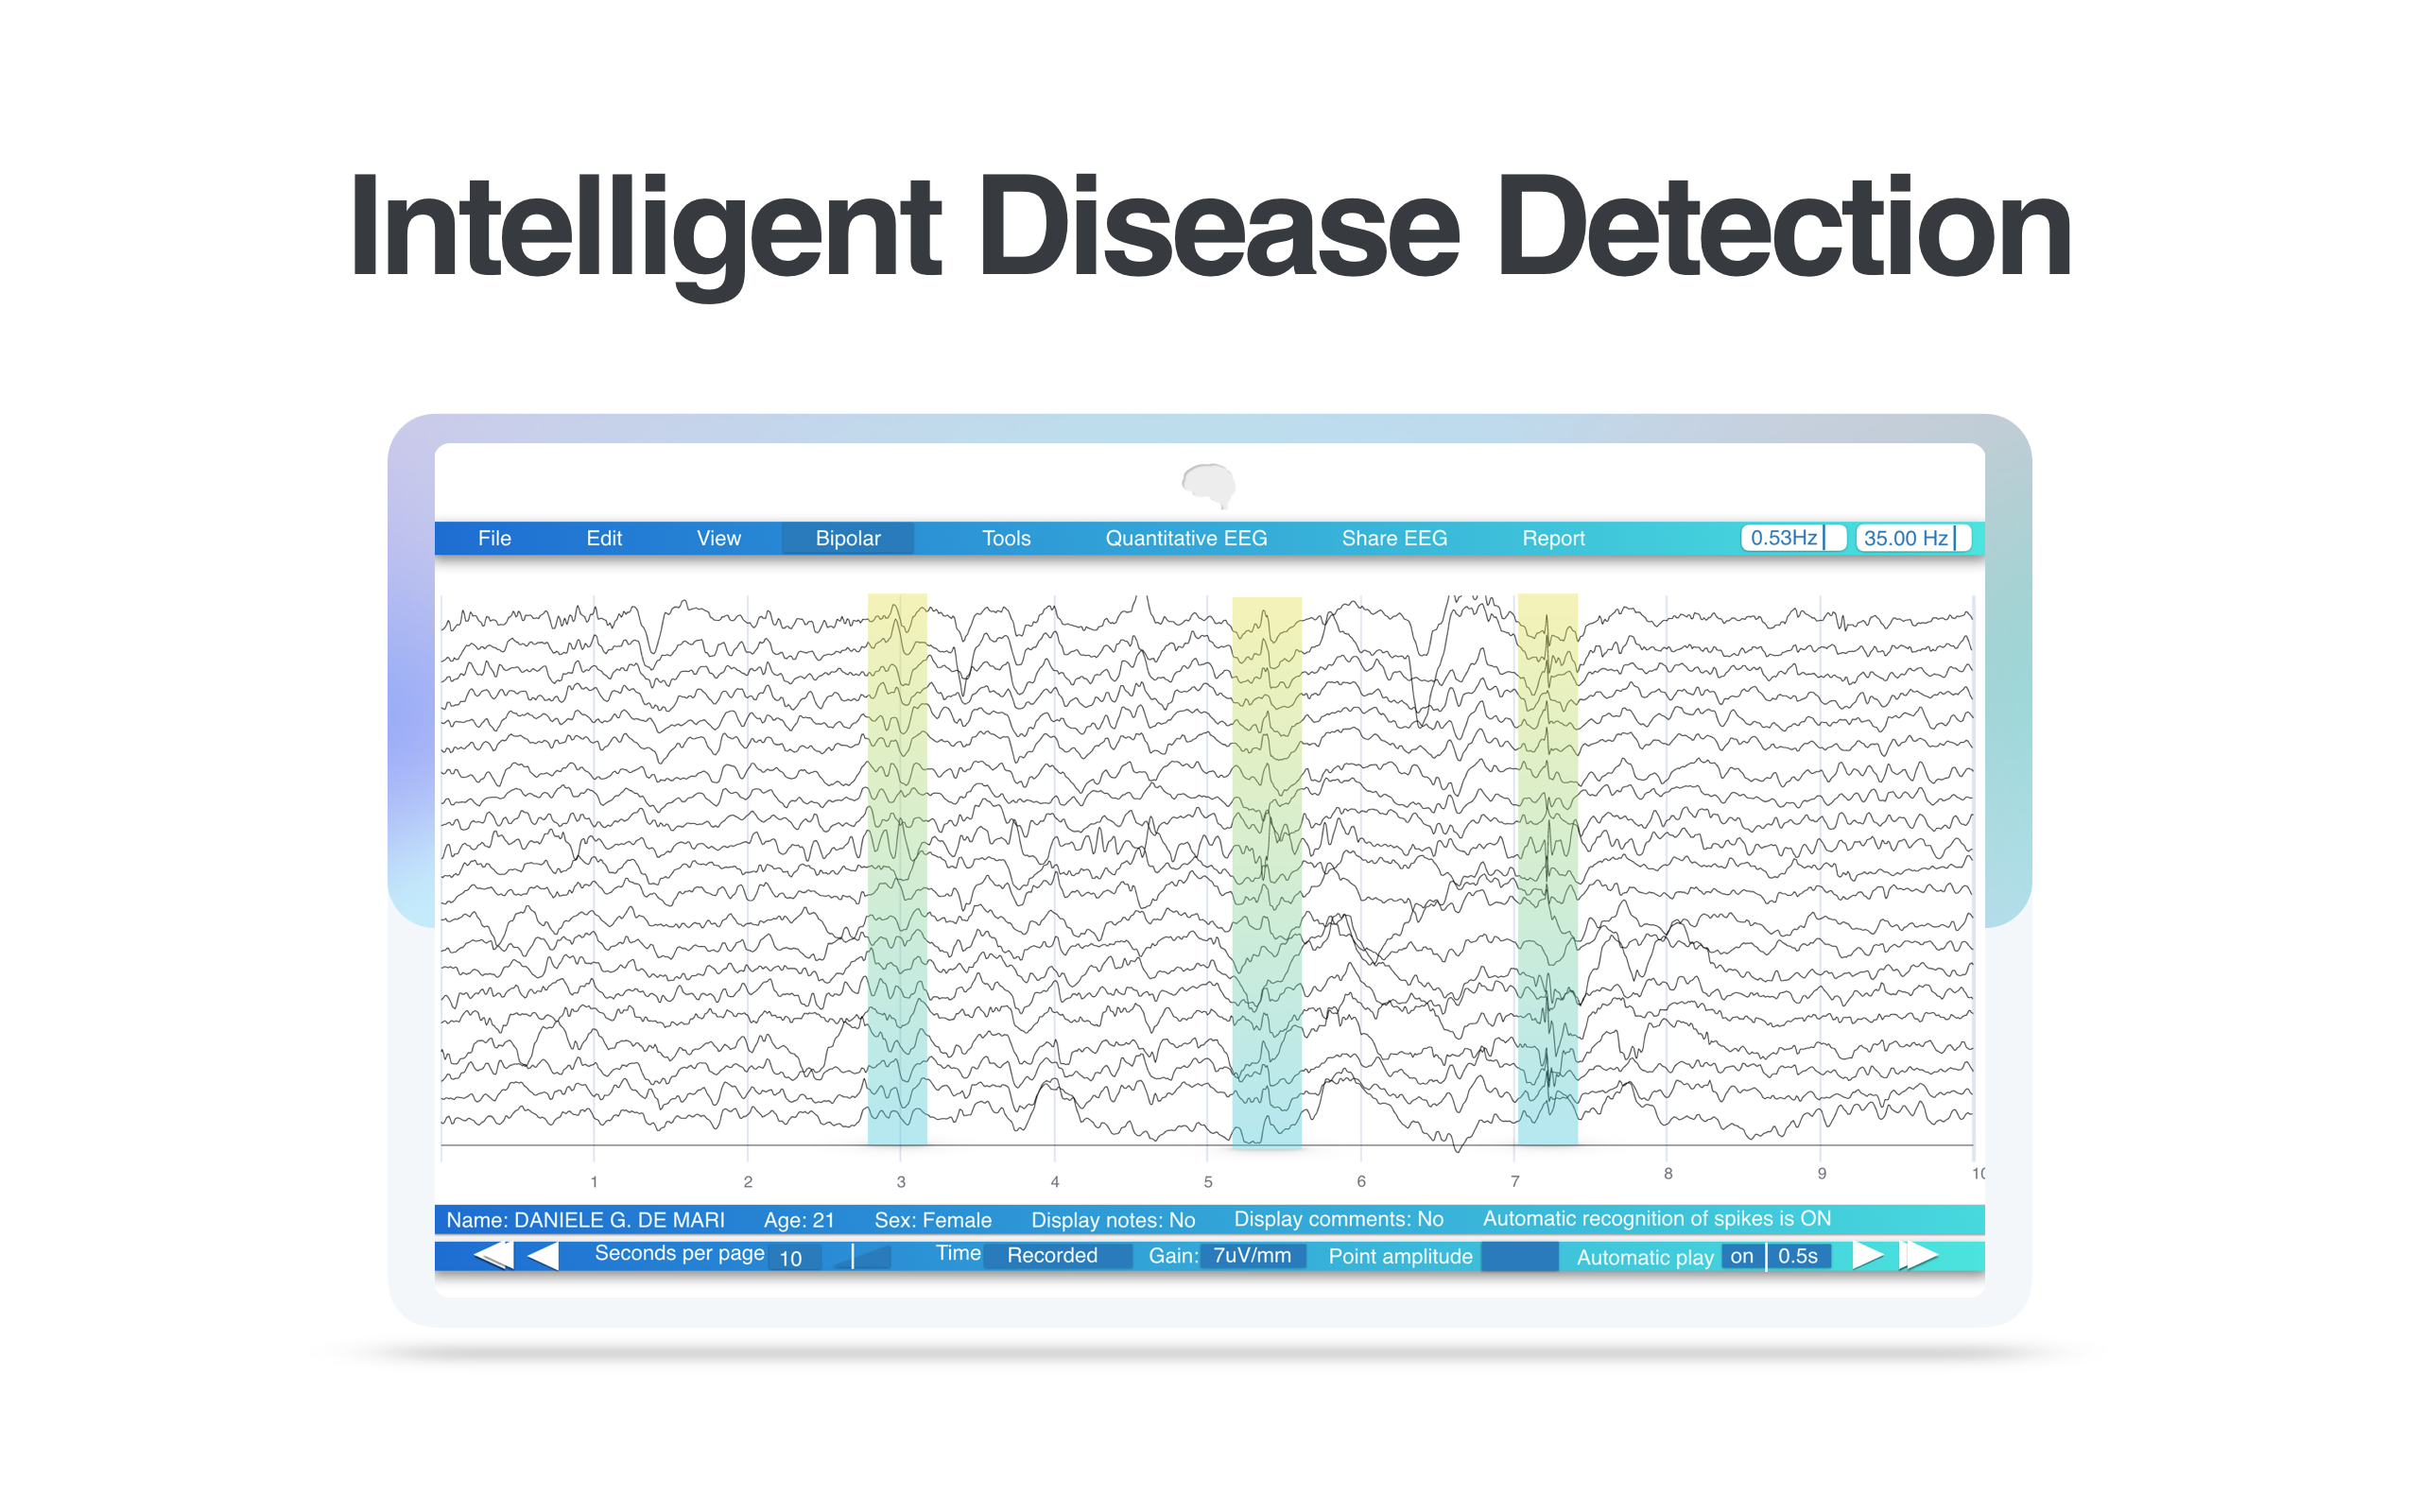 Intelligent Disease Detection
File Edit View Bipolar Tools Quantitative EEG Share EEG Report 0.53Hz 35.00 Hz
1 2 3 4 5 6 7 8 9 10
Name: DANIELE G. DE MARI Age: 21 Sex: Female Display notes: No Display comments: No Automatic recognition of spikes is ON
Seconds per page 10 Time Recorded Gain: 7uV/mm Point amplitude Automatic play on 0.5s